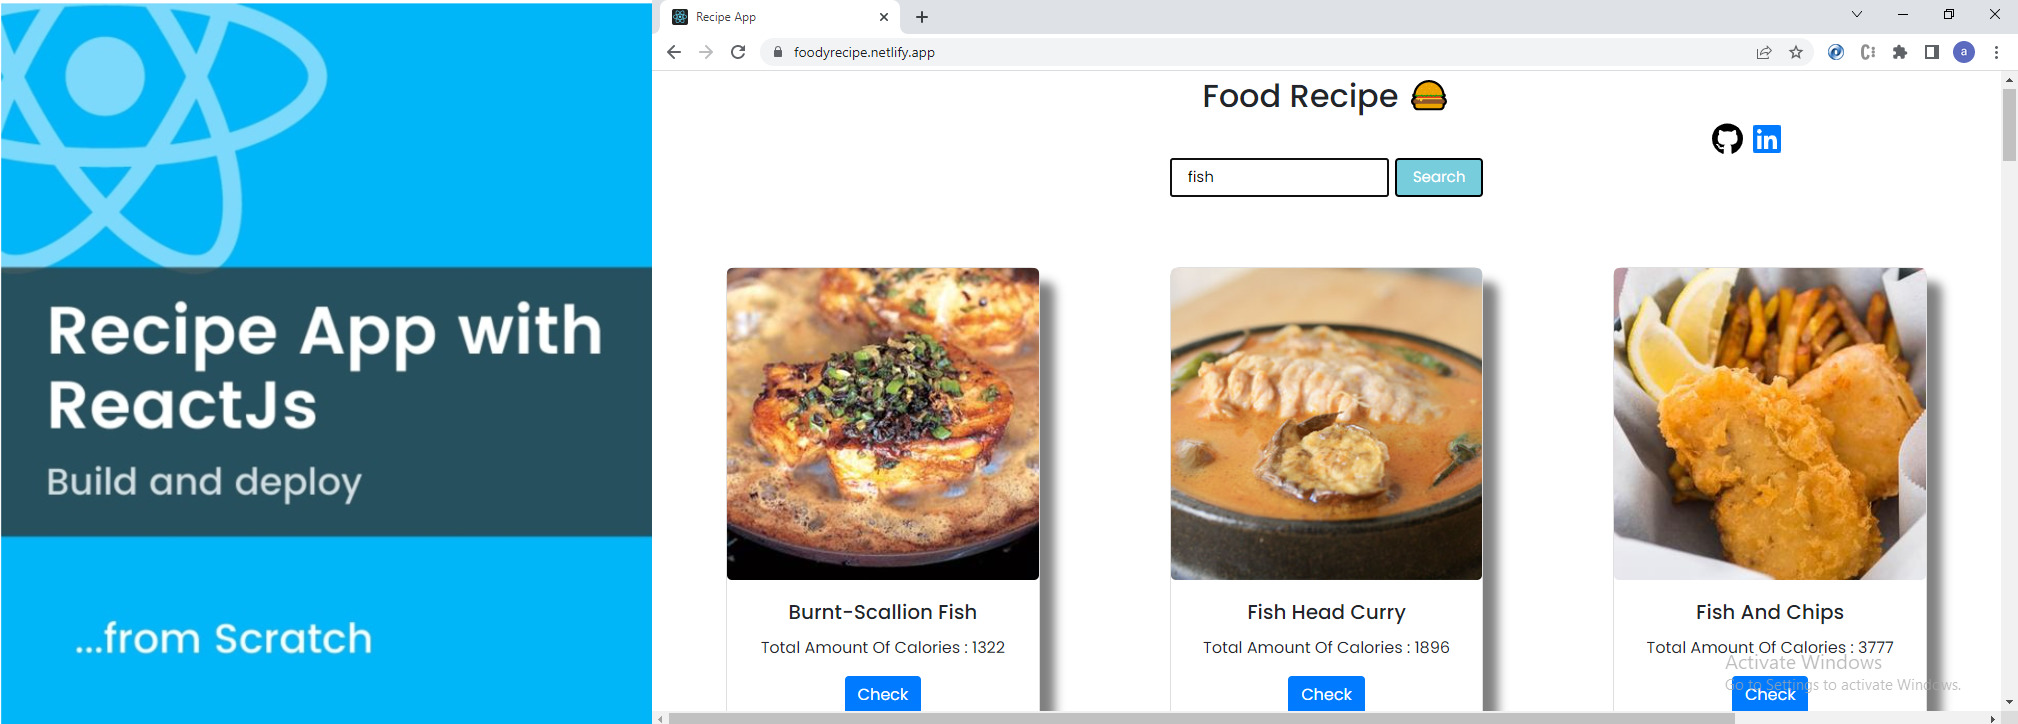 Recipe App with
ReactJs
Build and deploy
...from Scratch
Recipe App
foodyrecipe.netlify.app
a
Food Recipe
in
fish
Search
Burnt-Scallion Fish
Total Amount Of Calories : 1322
Check
Fish Head Curry
Total Amount Of Calories : 1896
Check
Fish And Chips
Total Amount Of Calories : 3777
Check
Activate Windows
Go to Settings to activate Windows.